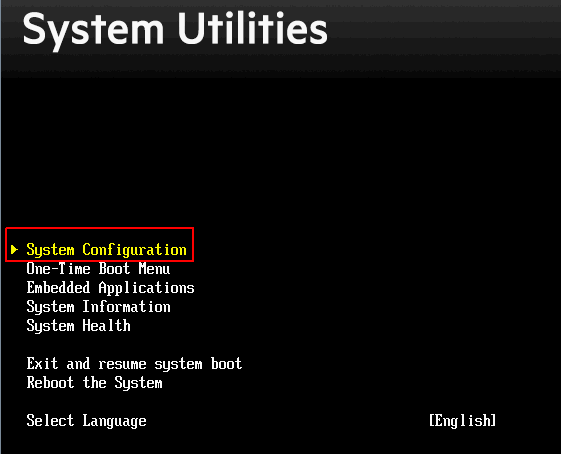 System Utilities
System Configuration
One-Time Boot Menu
Embedded Applications
System Information
System Health
Exit and resume system boot
Reboot the System
Select Language [English]